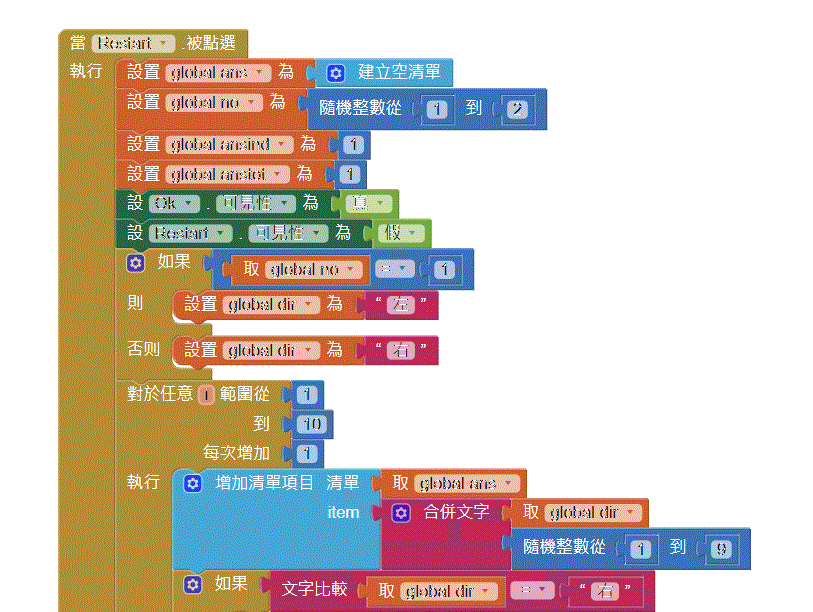 當 Restart .被點選
執行 設置 global ans 為 建立空清單
設置 global no 為 隨機整數從 1 到 2
設置 global ansind 為 1
設置 global anstot 為 1
設 Ok . 可見性 為 真
設 Restart . 可見性 為 假
如果 取 global no = 1
則 設置 global dir 為 “ 左 ”
否則 設置 global dir 為 “ 右 ”
對於任意 i 範圍從 1
到 10
每次增加 1
執行 增加清單項目 清單 取 global ans
item 合併文字 取 global dir
隨機整數從 1 到 9
如果 文字比較 取 global dir = “ 右 ”